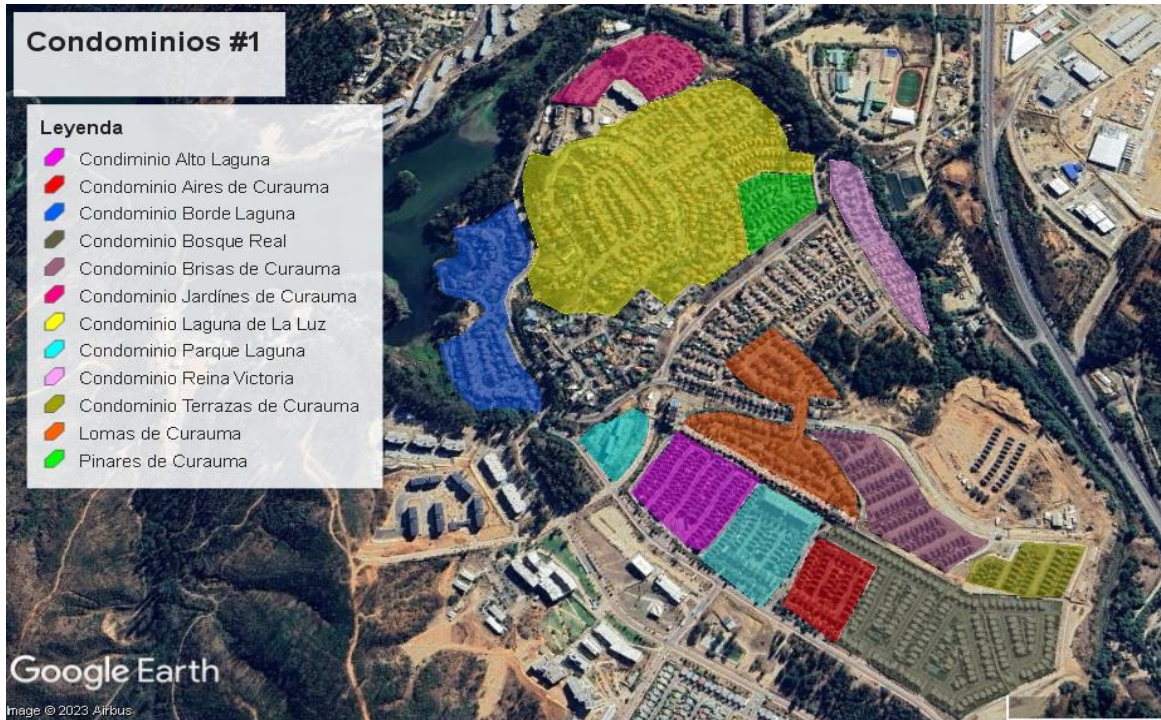 Condominios #1
Leyenda
Condiminio Alto Laguna
Condominio Aires de Curauma
Condominio Borde Laguna
Condominio Bosque Real
Condominio Brisas de Curauma
Condominio Jardínes de Curauma
Condominio Laguna de La Luz
Condominio Parque Laguna
Condominio Reina Victoria
Condominio Terrazas de Curauma
Lomas de Curauma
Pinares de Curauma
Google Earth
Image © 2023 Airbus